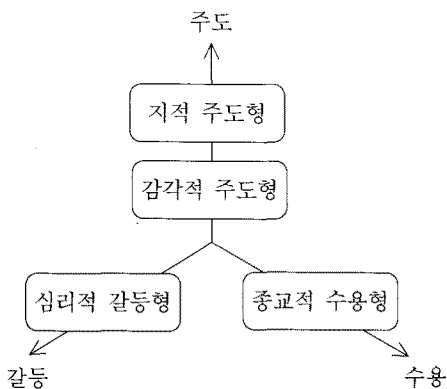 주도
지적 주도형
감각적 주도형
심리적 갈등형
종교적 수용형
갈등
수용